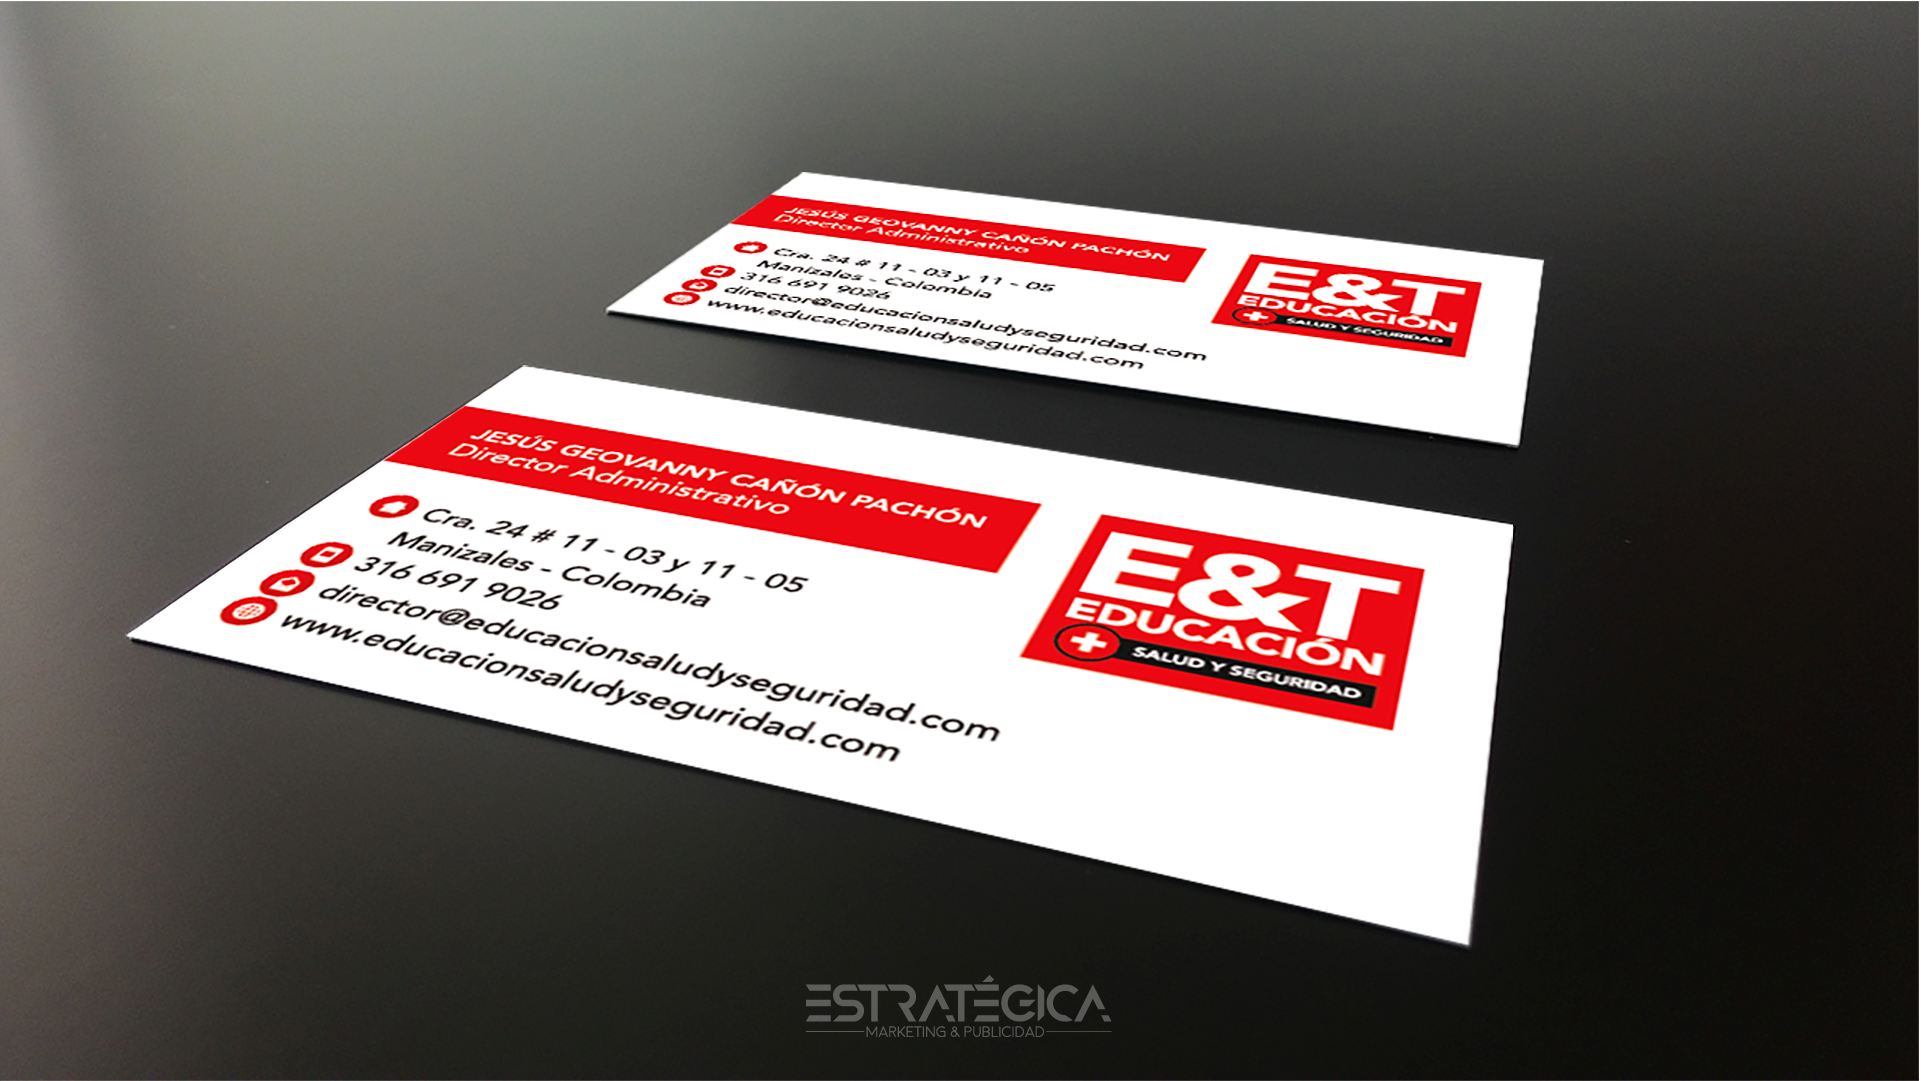 JESÚS GEOVANNY CAÑÓN PACHÓN
Director Administrativo
Cra. 24 # 11 - 03 y 11 - 05
Manizales - Colombia
316 691 9026
director@educacionsaludyseguridad.com
www.educacionsaludyseguridad.com
E&T
EDUCACIÓN
SALUD Y SEGURIDAD
JESÚS GEOVANNY CAÑÓN PACHÓN
Director Administrativo
Cra. 24 # 11 - 03 y 11 - 05
Manizales - Colombia
316 691 9026
director@educacionsaludyseguridad.com
www.educacionsaludyseguridad.com
E&T
EDUCACIÓN
SALUD Y SEGURIDAD
ESTRATÉGICA
MARKETING & PUBLICIDAD